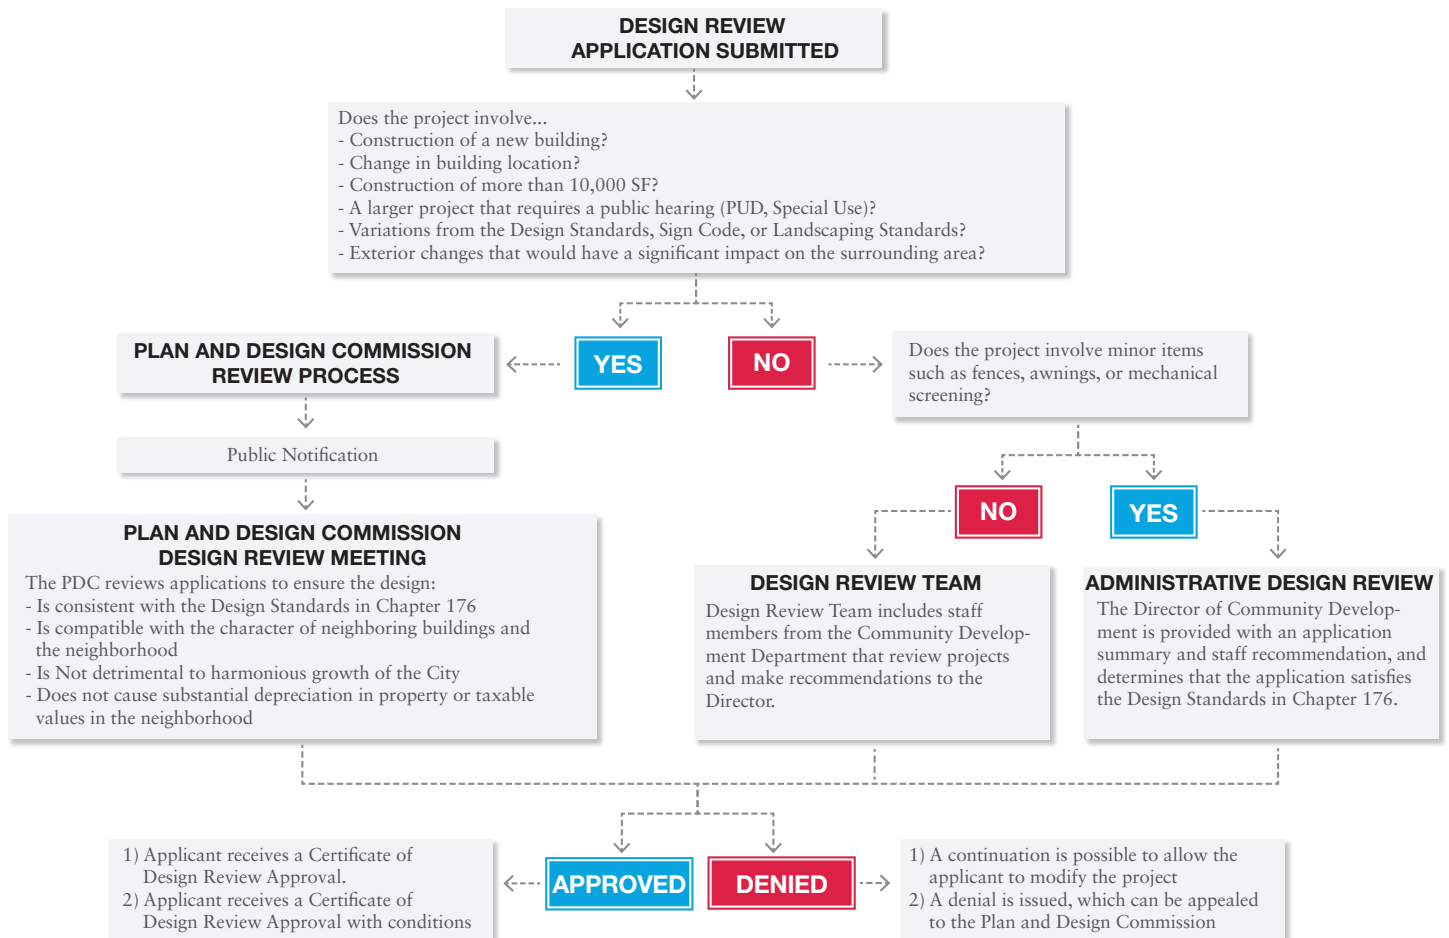 DESIGN REVIEW
APPLICATION SUBMITTED
Does the project involve...
- Construction of a new building?
- Change in building location?
- Construction of more than 10,000 SF?
- A larger project that requires a public hearing (PUD, Special Use)?
- Variations from the Design Standards, Sign Code, or Landscaping Standards?
- Exterior changes that would have a significant impact on the surrounding area?
YES
NO
PLAN AND DESIGN COMMISSION
REVIEW PROCESS
Does the project involve minor items
such as fences, awnings, or mechanical
screening?
Public Notification
NO
YES
PLAN AND DESIGN COMMISSION
DESIGN REVIEW MEETING
The PDC reviews applications to ensure the design:
- Is consistent with the Design Standards in Chapter 176
- Is compatible with the character of neighboring buildings and
the neighborhood
- Is Not detrimental to harmonious growth of the City
- Does not cause substantial depreciation in property or taxable
values in the neighborhood
DESIGN REVIEW TEAM
Design Review Team includes staff
members from the Community Develop-
ment Department that review projects
and make recommendations to the
Director.
ADMINISTRATIVE DESIGN REVIEW
The Director of Community Develop-
ment is provided with an application
summary and staff recommendation, and
determines that the application satisfies
the Design Standards in Chapter 176.
1) Applicant receives a Certificate of
Design Review Approval.
2) Applicant receives a Certificate of
Design Review Approval with conditions
APPROVED
DENIED
1) A continuation is possible to allow the
applicant to modify the project
2) A denial is issued, which can be appealed
to the Plan and Design Commission